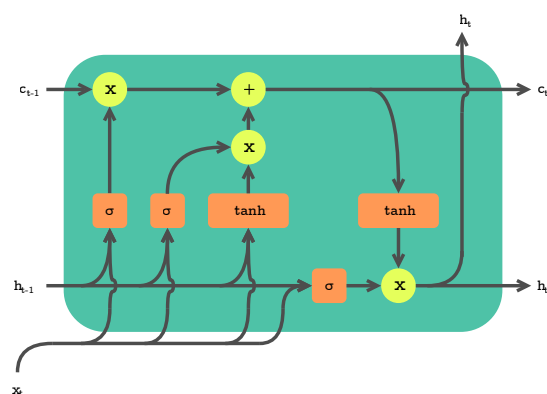 hₜ
cₜ₋₁ x + cₜ
x
σ σ tanh tanh
hₜ₋₁ σ x hₜ
xₜ